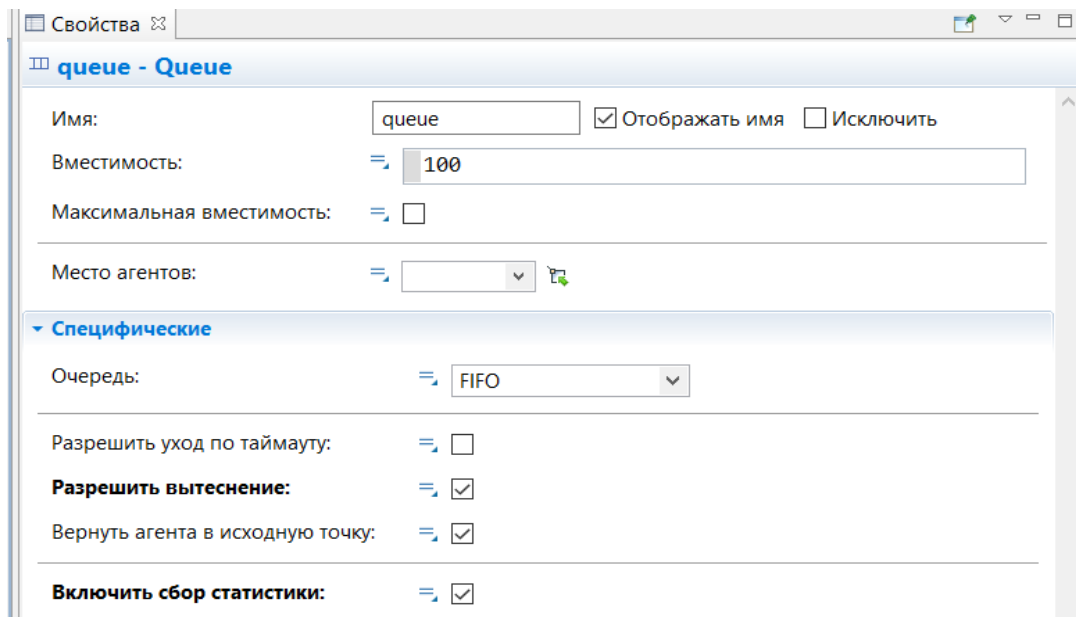 Свойства
queue - Queue
Имя: queue Отображать имя Исключить
Вместимость: 100
Максимальная вместимость:
Место агентов:
Специфические
Очередь: FIFO
Разрешить уход по таймауту:
Разрешить вытеснение:
Вернуть агента в исходную точку:
Включить сбор статистики: